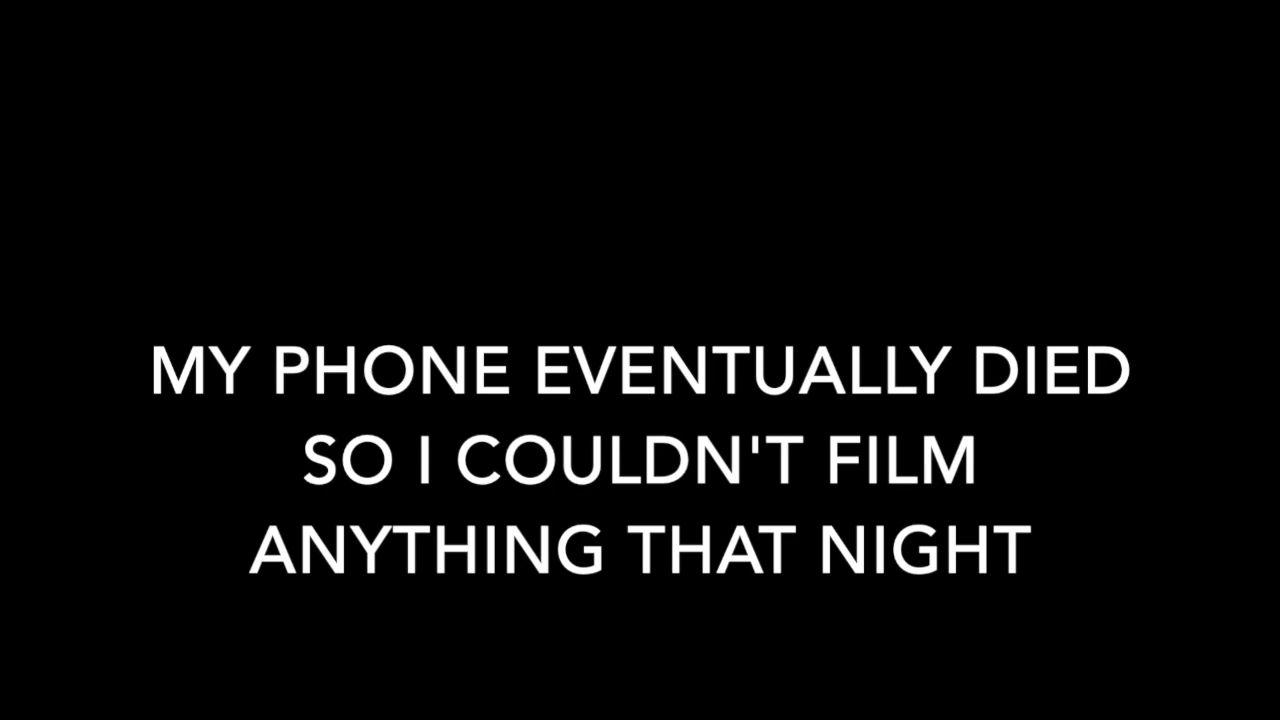 MY PHONE EVENTUALLY DIED
SO I COULDN'T FILM
ANYTHING THAT NIGHT